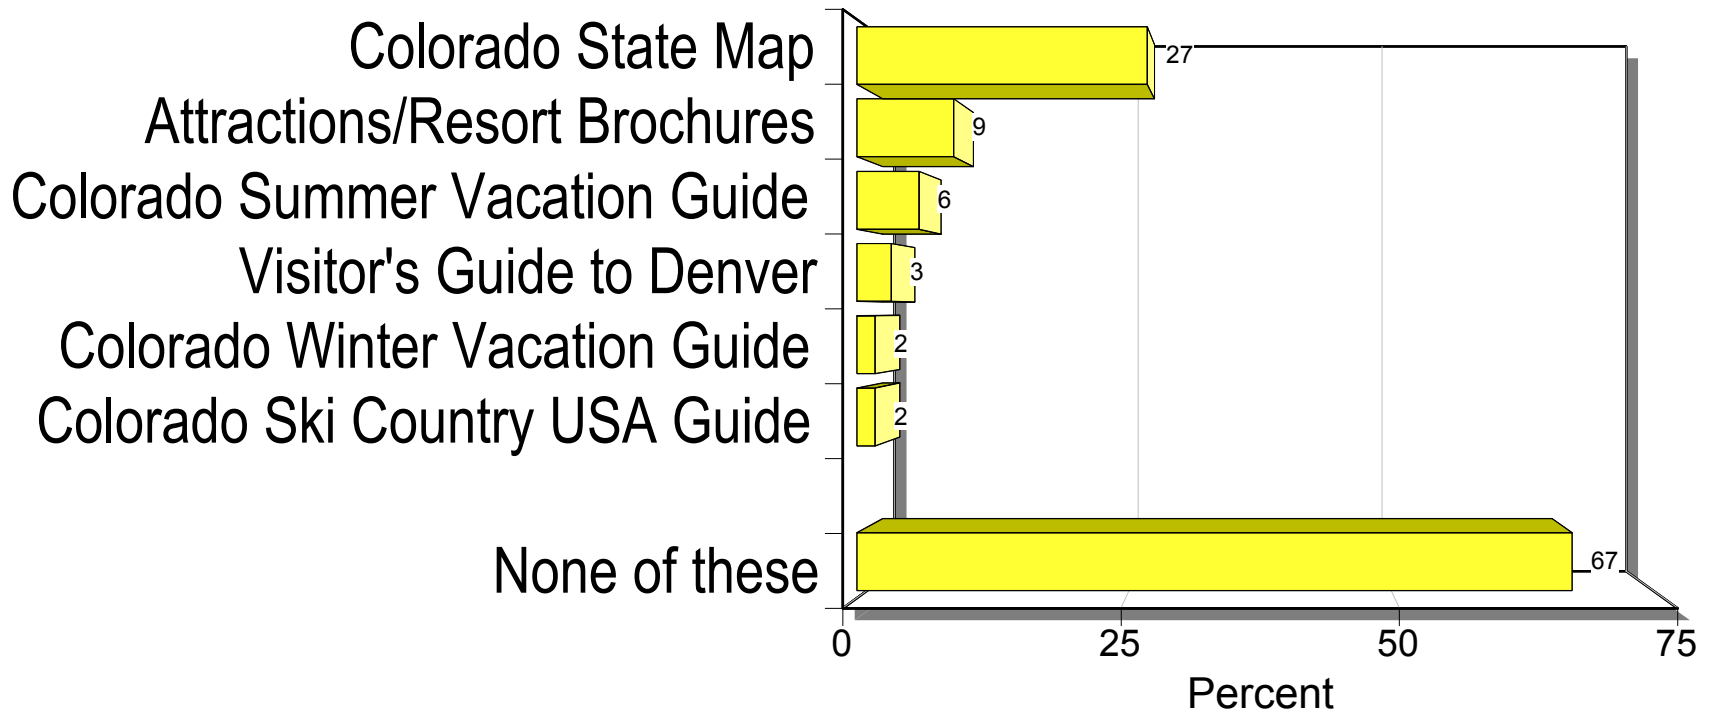 Colorado State Map 27
Attractions/Resort Brochures 9
Colorado Summer Vacation Guide 6
Visitor's Guide to Denver 3
Colorado Winter Vacation Guide 2
Colorado Ski Country USA Guide 2
None of these 67
0 25 50 75
Percent